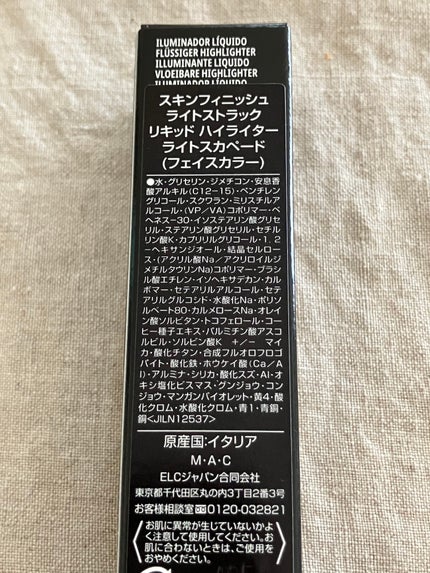 ILUMINADOR LÍQUIDO
FLÜSSIGER HIGHLIGHTER
ILLUMINANTE LIQUIDO
VLOEIBARE HIGHLIGHTER
ILUMINADOR LÍQUIDO
スキンフィニッシュ
ライトストラック
リキッド ハイライター
ライトスカペード
(フェイスカラー)
●水・グリセリン・ジメチコン・安息香
酸アルキル(C12-15)・ペンチレン
グリコール・スクワラン・ミリスチルア
ルコール・(VP/VA)コポリマー・ベ
ヘネス-30・イソステアリン酸グリセ
リル・ステアリン酸グリセリル・セチル
リン酸K・カプリリルグリコール・1，2
-ヘキサンジオール・結晶セルロ
ース・(アクリル酸Na/アクリロイルジ
メチルタウリンNa)コポリマー・ブラシ
ル酸エチレン・イソヘキサデカン・カル
ボマー・セテアリルアルコール・セテ
アリルグルコシド・水酸化Na・ポリソ
ルベート80・カルメロースNa・オレイ
ン酸ソルビタン・トコフェロール・コー
ヒー種子エキス・パルミチン酸アスコ
ルビル・ソルビン酸K +/- マイ
カ・酸化チタン・合成フルオロフロゴ
パイト・酸化鉄・ホウケイ酸(Ca/A
l)・アルミナ・シリカ・酸化スズ・Al・オ
キシ塩化ビスマス・グンジョウ・コン
ジョウ・マンガンバイオレット・黄4・酸
化クロム・水酸化クロム・青1・青銅・
銅<JILN12537>
原産国:イタリア
M・A・C
ELCジャパン合同会社
東京都千代田区丸の内3丁目2番3号
お客様相談室 0120-032821
お肌に異常が生じていないかよ
く注意して使用してください。お
肌に合わないときは、ご使用を
おやめください。